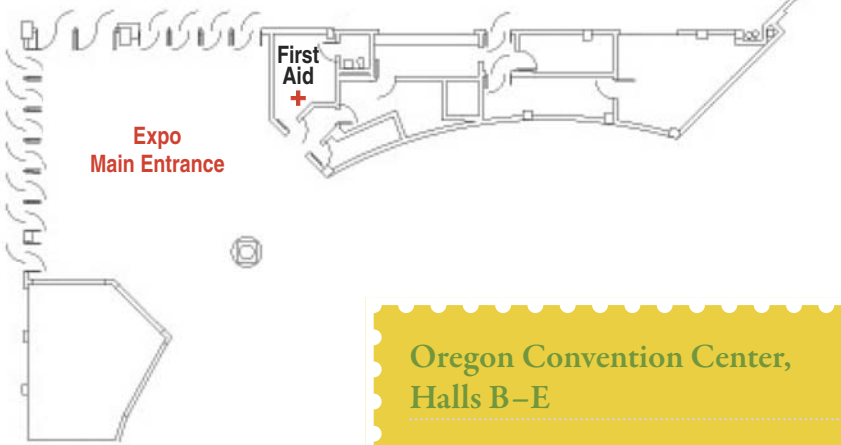 First
Aid
Expo
Main Entrance
Oregon Convention Center,
Halls B–E